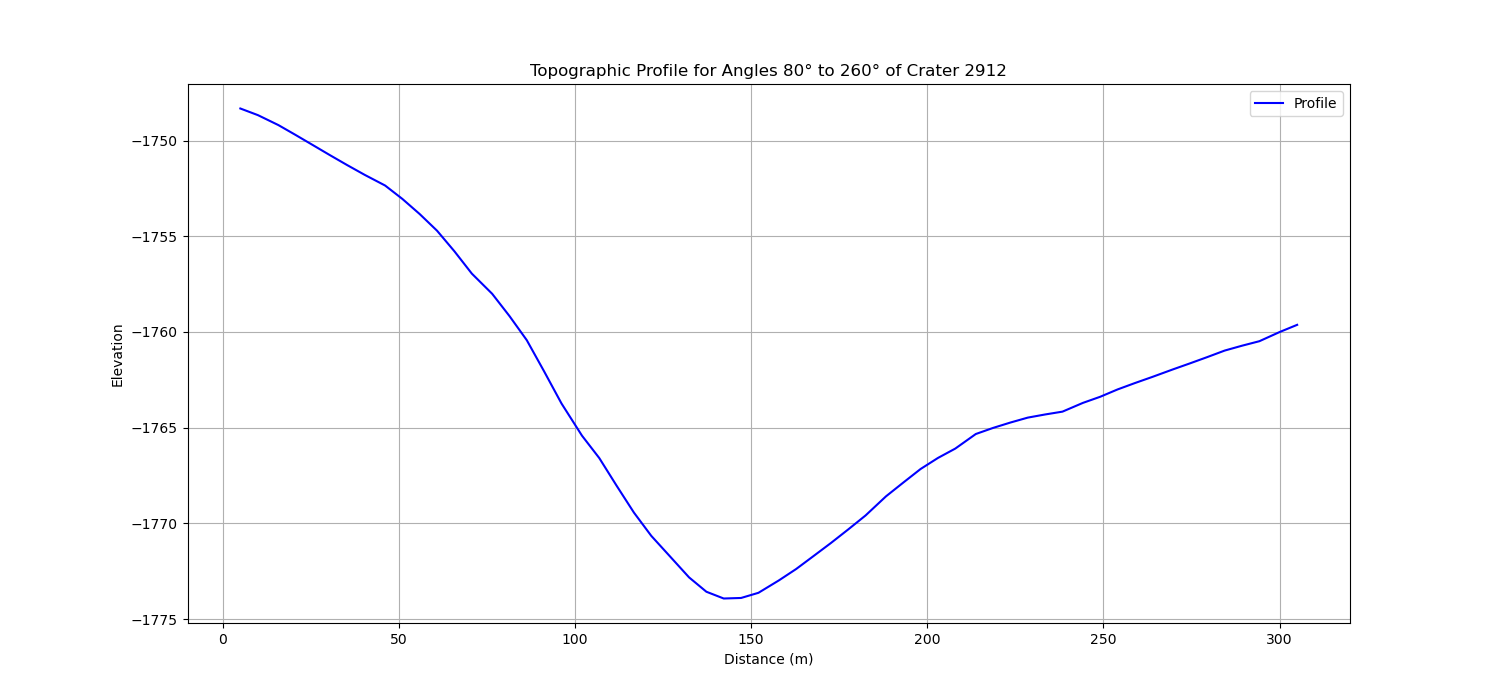 Topographic Profile for Angles 80° to 260° of Crater 2912
Profile
−1750
−1755
−1760
−1765
−1770
−1775
Elevation
0 50 100 150 200 250 300
Distance (m)